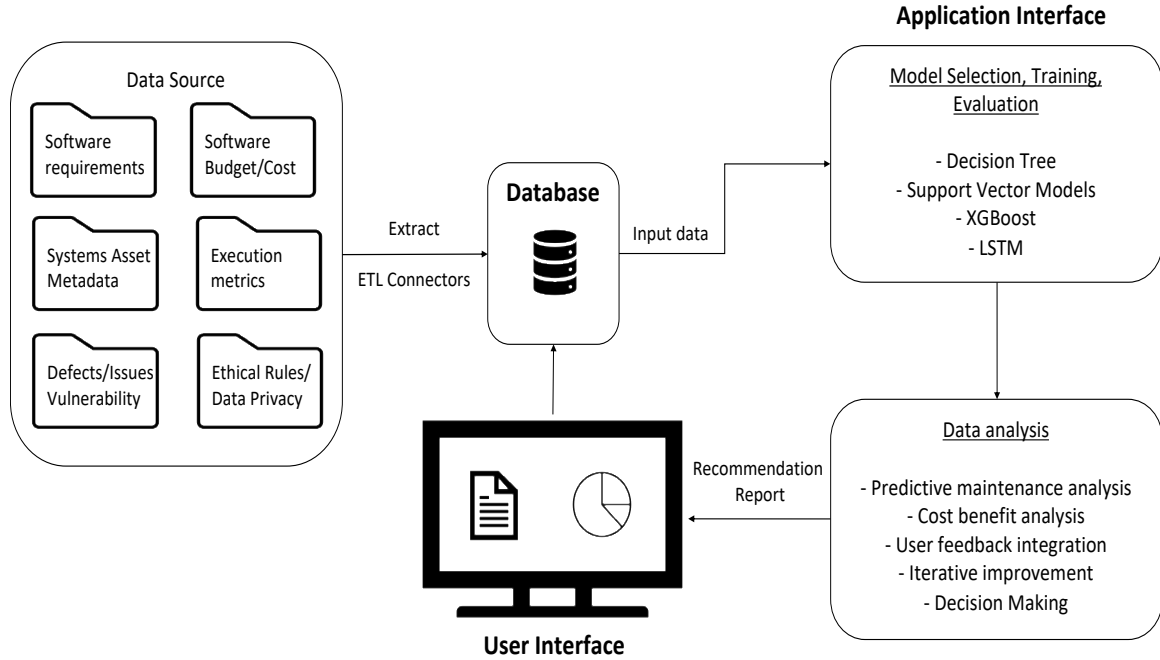 Application Interface
Data Source
Software
requirements
Software
Budget/Cost
Systems Asset
Metadata
Execution
metrics
Defects/Issues
Vulnerability
Ethical Rules/
Data Privacy
Extract
ETL Connectors
Database
Input data
Model Selection, Training,
Evaluation
- Decision Tree
- Support Vector Models
- XGBoost
- LSTM
Data analysis
- Predictive maintenance analysis
- Cost benefit analysis
- User feedback integration
- Iterative improvement
- Decision Making
Recommendation
Report
User Interface